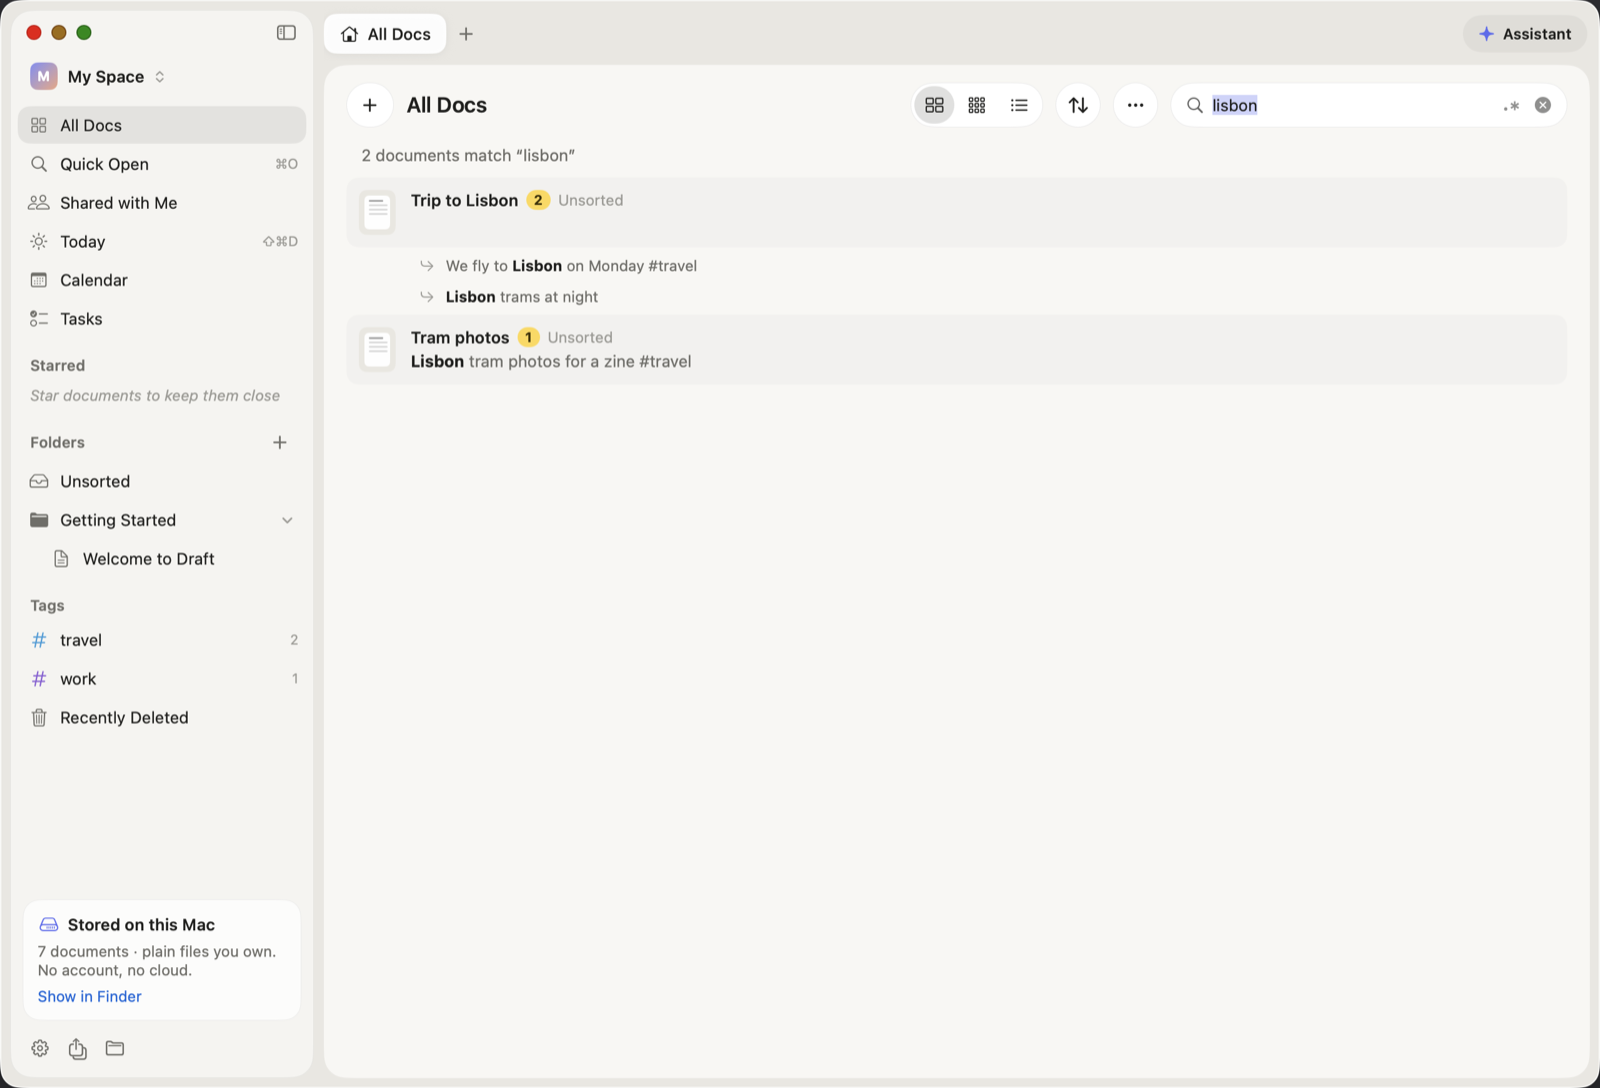 All Docs
Assistant
M My Space
All Docs
Quick Open ⌘O
Shared with Me
Today ⇧⌘D
Calendar
Tasks
Starred
Star documents to keep them close
Folders
Unsorted
Getting Started
Welcome to Draft
Tags
# travel 2
# work 1
Recently Deleted
Stored on this Mac
7 documents · plain files you own.
No account, no cloud.
Show in Finder
All Docs
lisbon .*
2 documents match “lisbon”
Trip to Lisbon 2 Unsorted
We fly to Lisbon on Monday #travel
Lisbon trams at night
Tram photos 1 Unsorted
Lisbon tram photos for a zine #travel